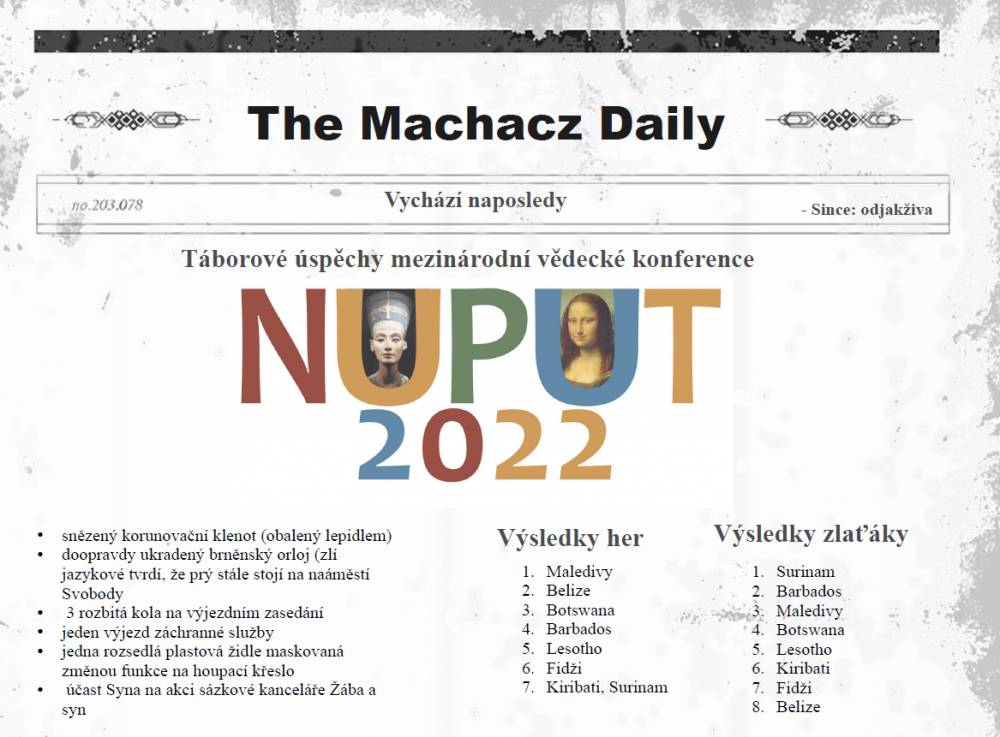 The Machacz Daily
no.203.078
Vychází naposledy
- Since: odjakživa
Táborové úspěchy mezinárodní vědecké konference
NUPUT
2022
• snězený korunovační klenot (obalený lepidlem)
• doopravdy ukradený brněnský orloj (zlí
jazykové tvrdí, že prý stále stojí na naáměstí
Svobody
• 3 rozbitá kola na výjezdním zasedání
• jeden výjezd záchranné služby
• jedna rozsedlá plastová židle maskovaná
změnou funkce na houpací křeslo
• účast Syna na akci sázkové kanceláře Žába a
syn
Výsledky her
1. Maledivy
2. Belize
3. Botswana
4. Barbados
5. Lesotho
6. Fidži
7. Kiribati, Surinam
Výsledky zlaťáky
1. Surinam
2. Barbados
3. Maledivy
4. Botswana
5. Lesotho
6. Kiribati
7. Fidži
8. Belize